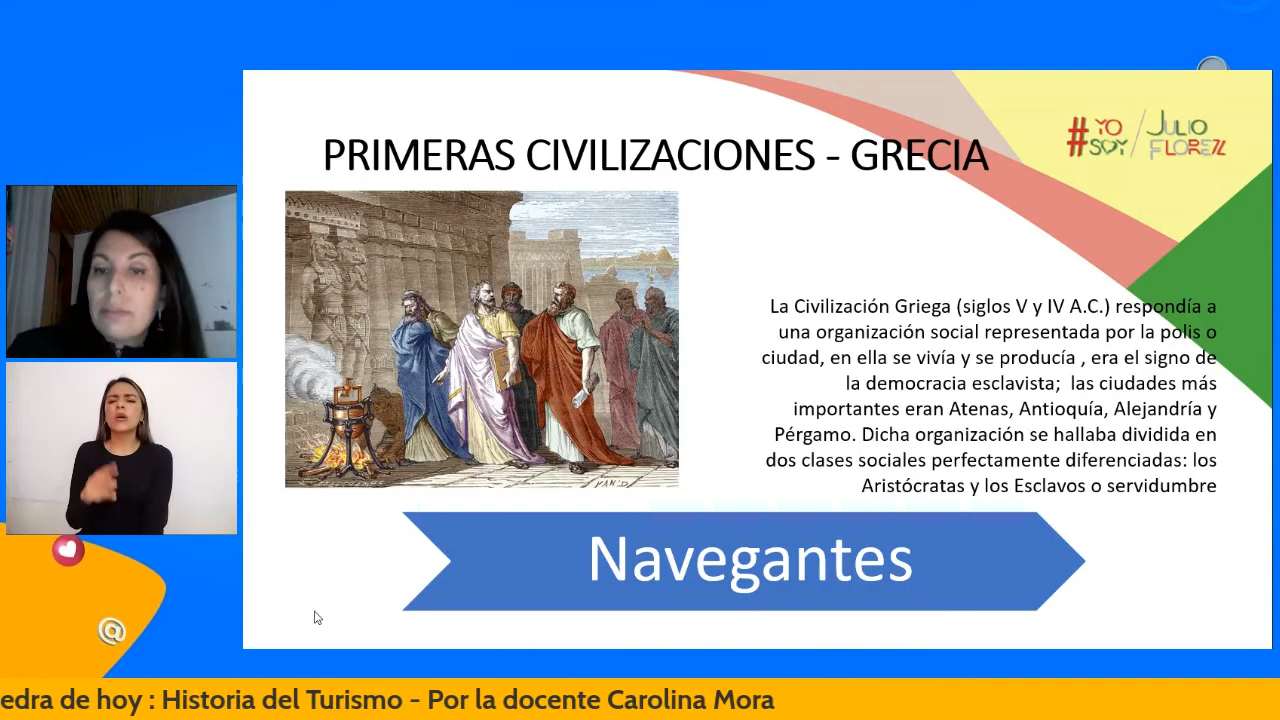 #YO SOY / JULIO FLOREZ
PRIMERAS CIVILIZACIONES - GRECIA
La Civilización Griega (siglos V y IV A.C.) respondía a
una organización social representada por la polis o
ciudad, en ella se vivía y se producía , era el signo de
la democracia esclavista;  las ciudades más
importantes eran Atenas, Antioquía, Alejandría y
Pérgamo. Dicha organización se hallaba dividida en
dos clases sociales perfectamente diferenciadas: los
Aristócratas y los Esclavos o servidumbre
Navegantes
@
edra de hoy : Historia del Turismo - Por la docente Carolina Mora